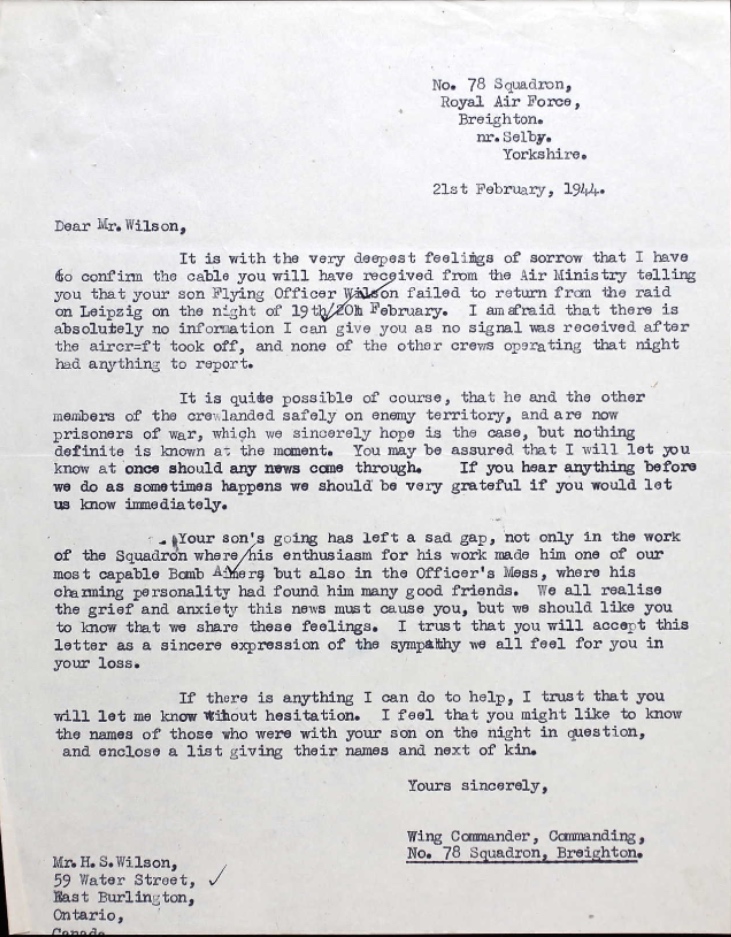 No. 78 Squadron,
Royal Air Force,
Breighton.
nr. Selby.
Yorkshire.
21st February, 1944.
Dear Mr. Wilson,
It is with the very deepest feelings of sorrow that I have
to confirm the cable you will have received from the Air Ministry telling
you that your son Flying Officer Wilson failed to return from the raid
on Leipzig on the night of 19th/20th February. I am afraid that there is
absolutely no information I can give you as no signal was received after
the aircr=ft took off, and none of the other crews operating that night
had anything to report.
It is quite possible of course, that he and the other
members of the crewlanded safely on enemy territory, and are now
prisoners of war, which we sincerely hope is the case, but nothing
definite is known at the moment. You may be assured that I will let you
know at once should any news come through. If you hear anything before
we do as sometimes happens we should be very grateful if you would let
us know immediately.
Your son's going has left a sad gap, not only in the work
of the Squadron where his enthusiasm for his work made him one of our
most capable Bomb Aimers but also in the Officer's Mess, where his
charming personality had found him many good friends. We all realise
the grief and anxiety this news must cause you, but we should like you
to know that we share these feelings. I trust that you will accept this
letter as a sincere expression of the sympathy we all feel for you in
your loss.
If there is anything I can do to help, I trust that you
will let me know wihout hesitation. I feel that you might like to know
the names of those who were with your son on the night in question,
and enclose a list giving their names and next of kin.
Yours sincerely,
Wing Commander, Commanding,
No. 78 Squadron, Breighton.
Mr. H. S. Wilson,
59 Water Street,
East Burlington,
Ontario,
Canada